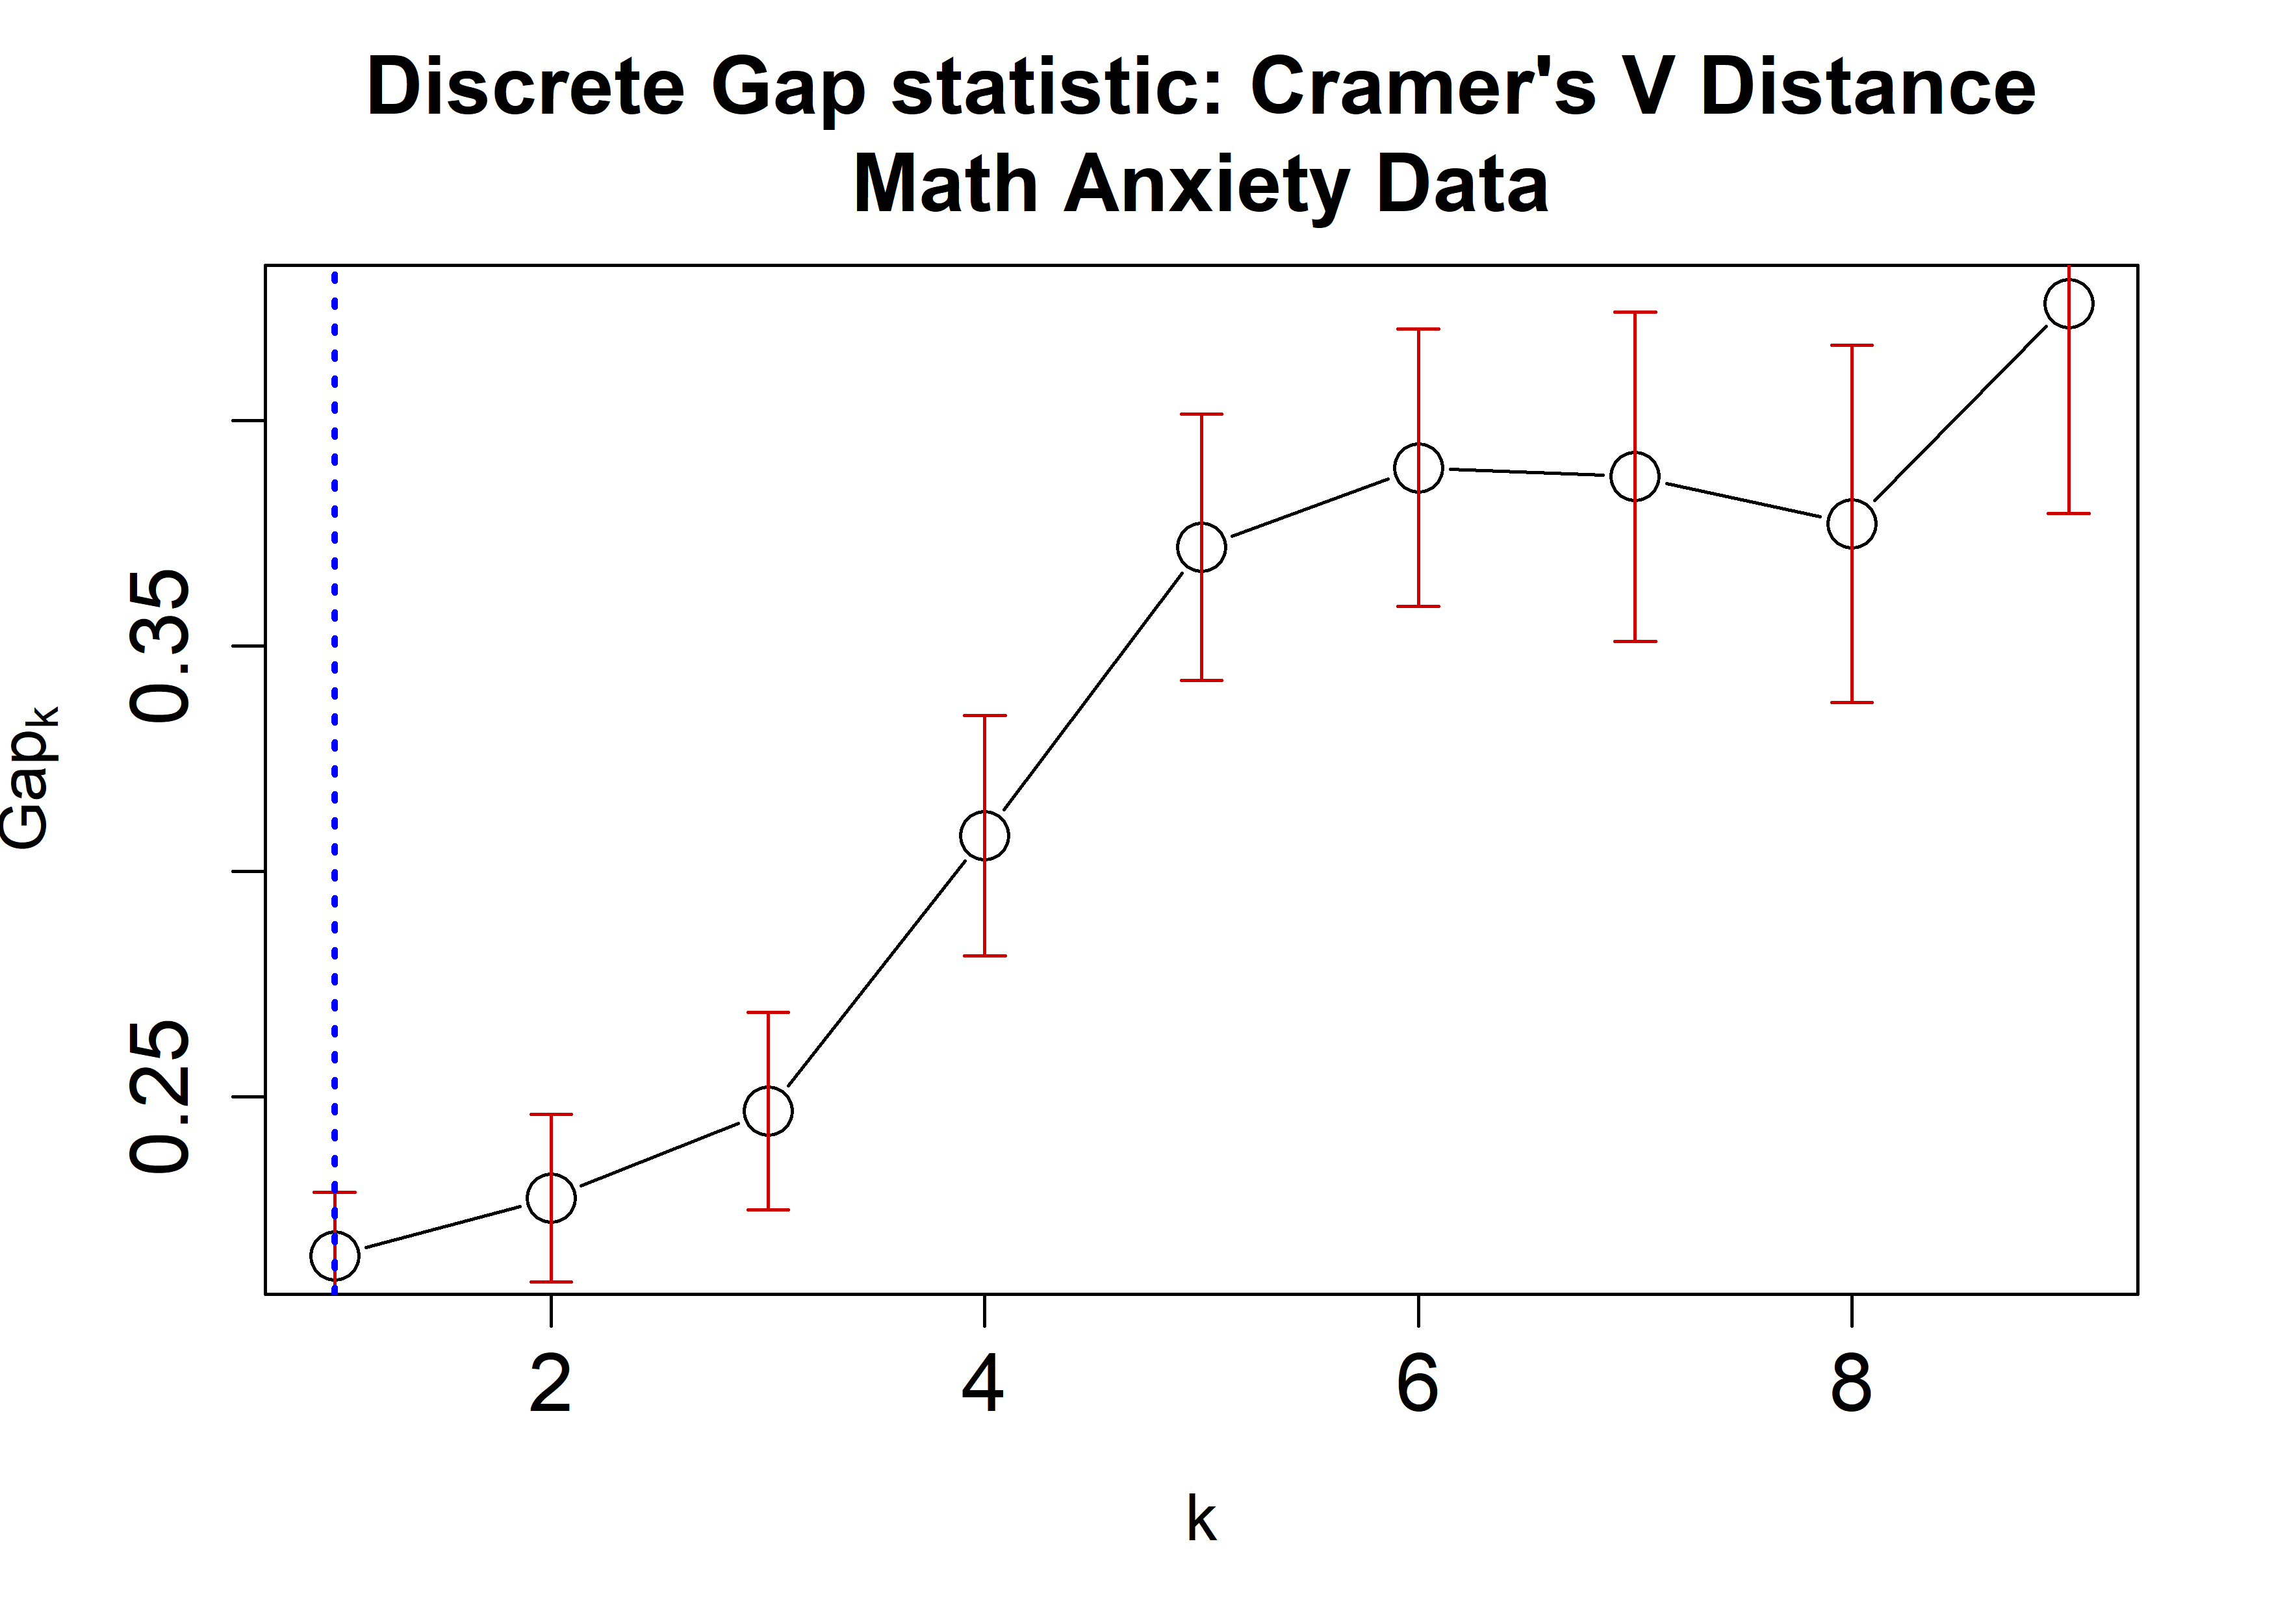 Discrete Gap statistic: Cramer's V Distance
Math Anxiety Data
Gapk
0.35
0.25
2 4 6 8
k